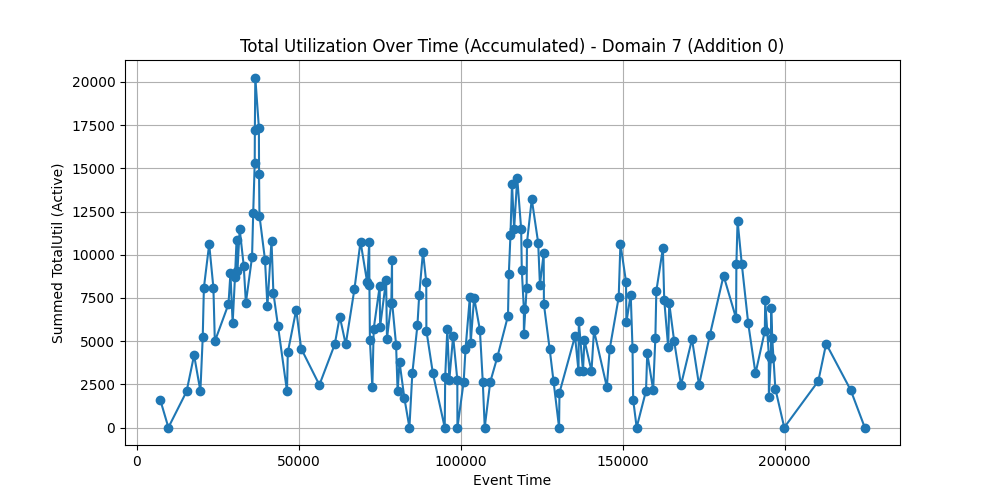 Total Utilization Over Time (Accumulated) - Domain 7 (Addition 0)
Summed TotalUtil (Active)
20000
17500
15000
12500
10000
7500
5000
2500
0
0 50000 100000 150000 200000
Event Time